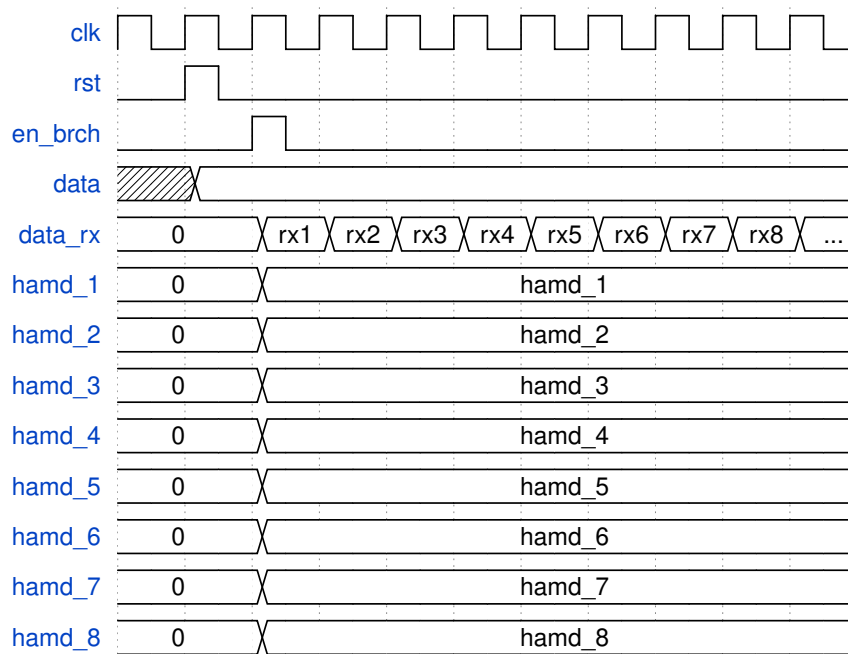 clk
rst
en_brch
data
data_rx 0 rx1 rx2 rx3 rx4 rx5 rx6 rx7 rx8 ...
hamd_1 0 hamd_1
hamd_2 0 hamd_2
hamd_3 0 hamd_3
hamd_4 0 hamd_4
hamd_5 0 hamd_5
hamd_6 0 hamd_6
hamd_7 0 hamd_7
hamd_8 0 hamd_8